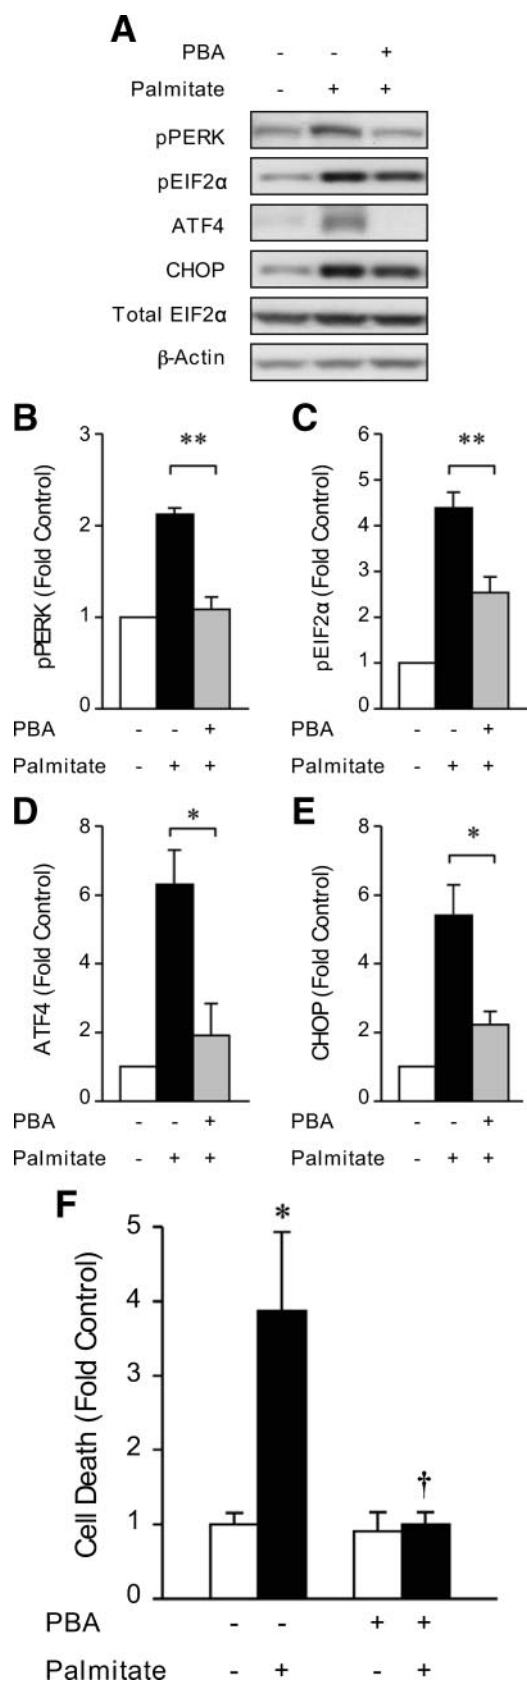 A
PBA - - +
Palmitate - + +
pPERK
pEIF2α
ATF4
CHOP
Total EIF2α
β-Actin
B
pPERK (Fold Control)
3
2
1
0
**
PBA - - +
Palmitate - + +
C
pEIF2α (Fold Control)
6
5
4
3
2
1
0
**
PBA - - +
Palmitate - + +
D
ATF4 (Fold Control)
8
6
4
2
0
*
PBA - - +
Palmitate - + +
E
CHOP (Fold Control)
8
6
4
2
0
*
PBA - - +
Palmitate - + +
F
Cell Death (Fold Control)
5
4
3
2
1
0
*
†
PBA - - + +
Palmitate - + - +